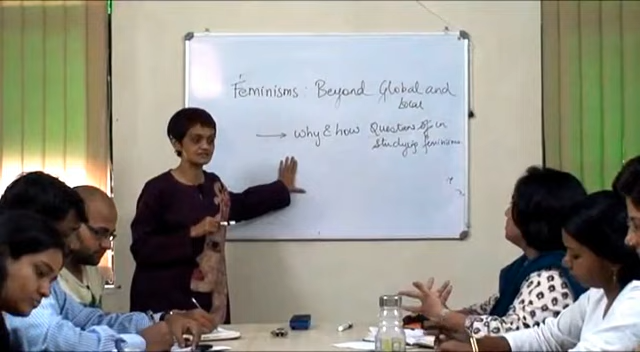 Feminisms : Beyond Global and
Local
→ Why & how Questions of in
studying feminisms